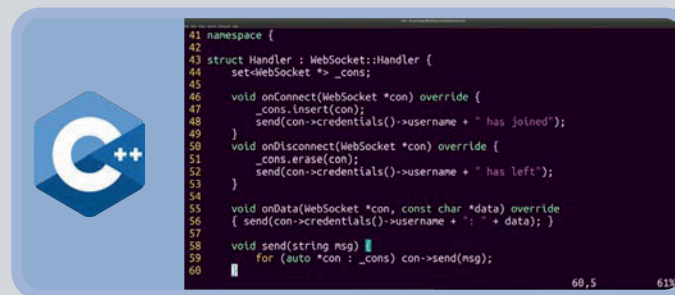 C++
41 namespace {
42
43 struct Handler : WebSocket::Handler {
44     set<WebSocket *> _cons;
45
46     void onConnect(WebSocket *con) override {
47         _cons.insert(con);
48         send(con->credentials()->username + " has joined");
49     }
50     void onDisconnect(WebSocket *con) override {
51         _cons.erase(con);
52         send(con->credentials()->username + " has left");
53     }
54
55     void onData(WebSocket *con, const char *data) override
56     { send(con->credentials()->username + ": " + data); }
57
58     void send(string msg) {
59         for (auto *con : _cons) con->send(msg);
60     }
60,5 61%